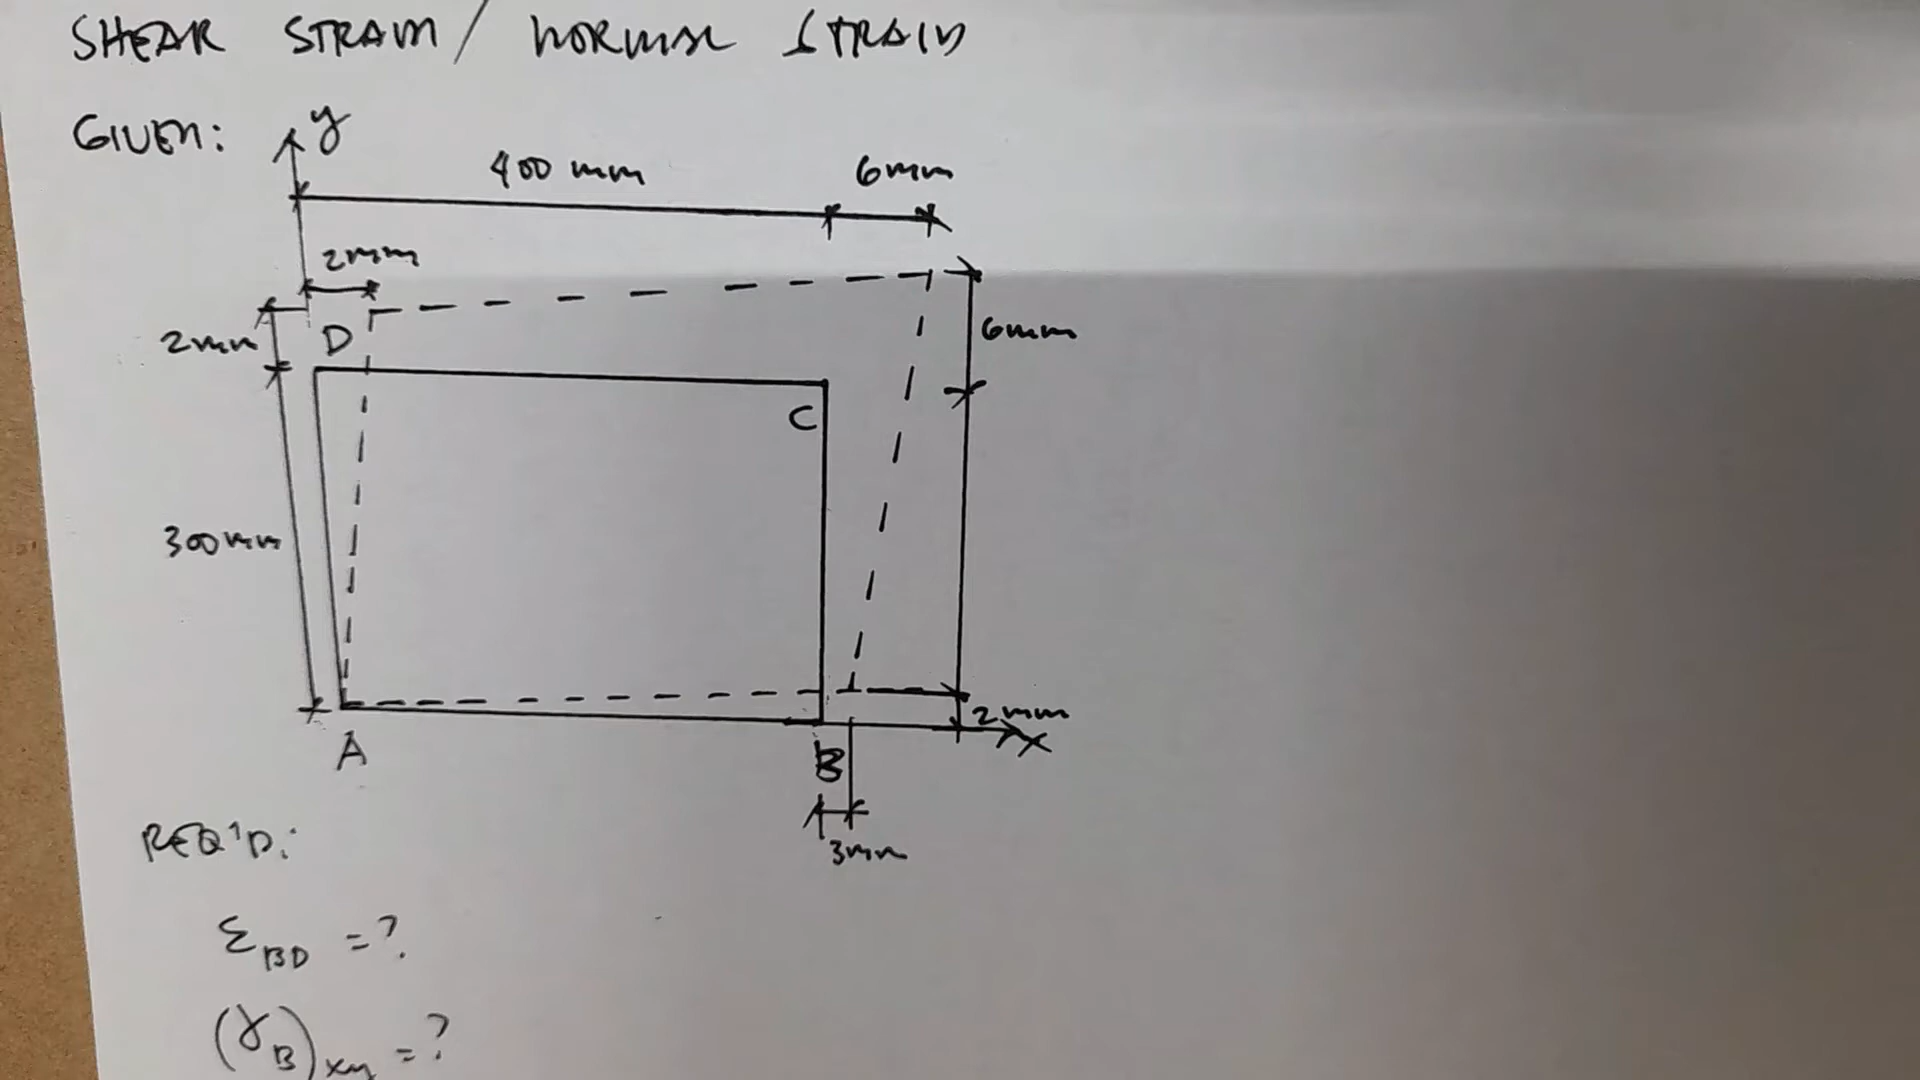 SHEAR STRAIN / NORMAL STRAIN
GIVEN:
y
400 mm
6mm
2mm
2mm
D
6mm
C
300mm
2mm
x
A
B
3mm
REQ'D:
ε_BD = ?
(γ_B)_xy = ?